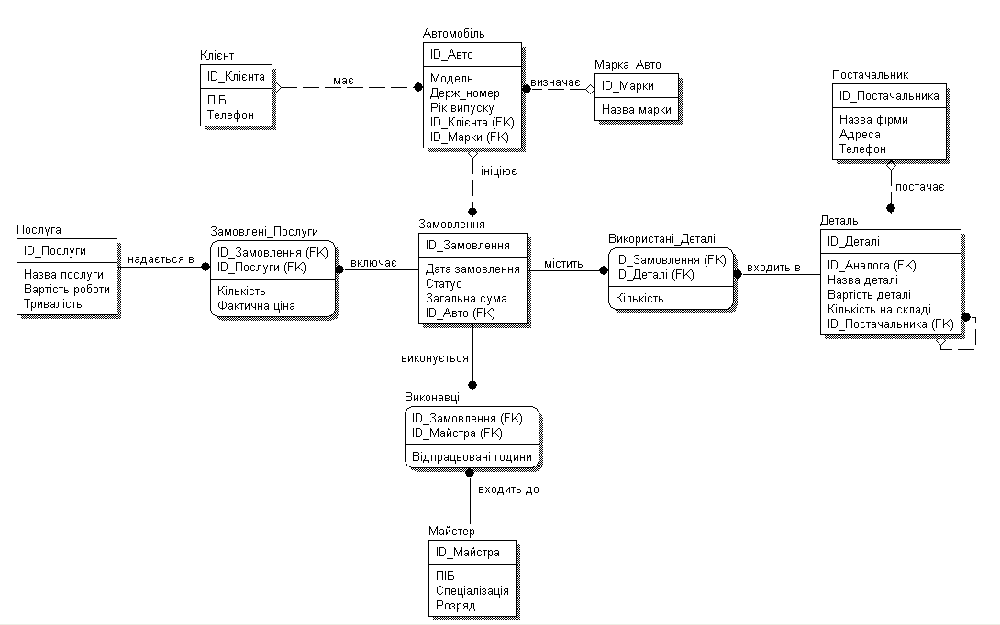 Автомобіль
ID_Авто
Модель
Держ_номер
Рік випуску
ID_Клієнта (FK)
ID_Марки (FK)
Клієнт
ID_Клієнта
ПІБ
Телефон
має
визначає
Марка_Авто
ID_Марки
Назва марки
Постачальник
ID_Постачальника
Назва фірми
Адреса
Телефон
ініціює
постачає
Послуга
ID_Послуги
Назва послуги
Вартість роботи
Тривалість
надається в
Замовлені_Послуги
ID_Замовлення (FK)
ID_Послуги (FK)
Кількість
Фактична ціна
включає
Замовлення
ID_Замовлення
Дата замовлення
Статус
Загальна сума
ID_Авто (FK)
містить
Використані_Деталі
ID_Замовлення (FK)
ID_Деталі (FK)
Кількість
входить в
Деталь
ID_Деталі
ID_Аналога (FK)
Назва деталі
Вартість деталі
Кількість на складі
ID_Постачальника (FK)
виконується
Виконавці
ID_Замовлення (FK)
ID_Майстра (FK)
Відпрацьовані години
входить до
Майстер
ID_Майстра
ПІБ
Спеціалізація
Розряд